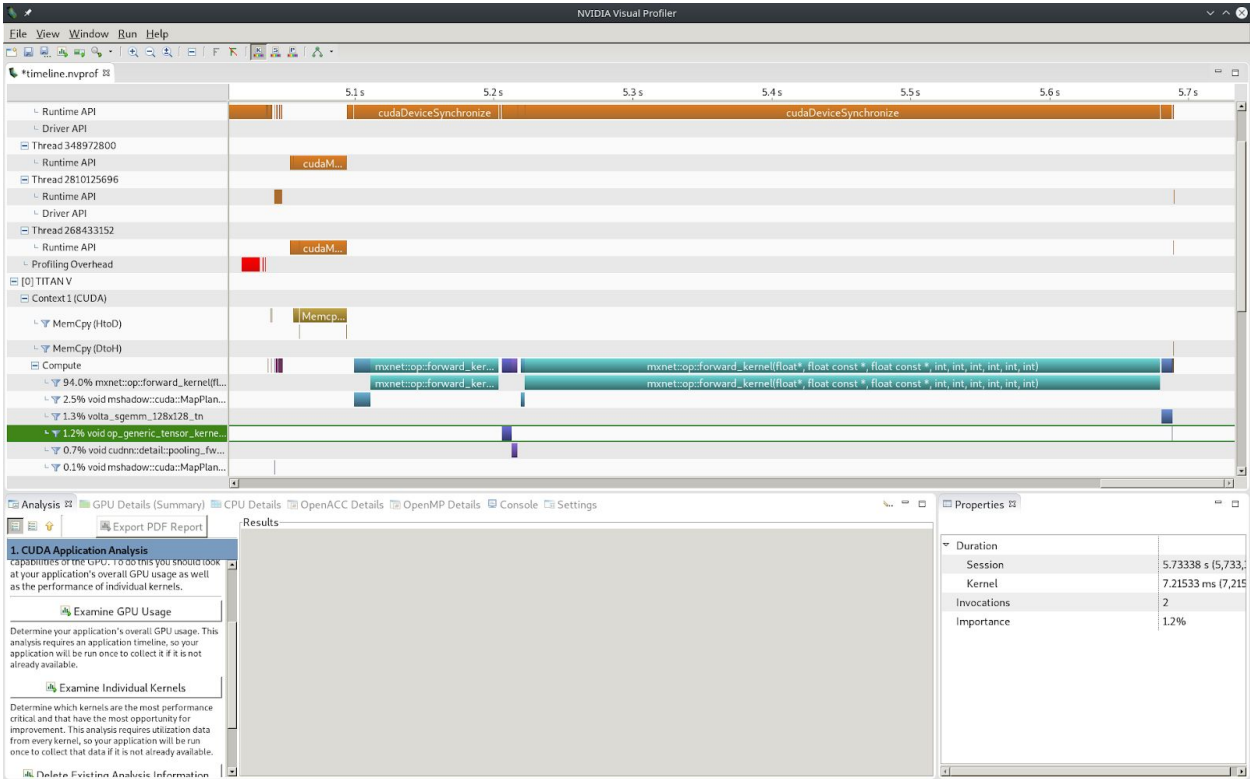 NVIDIA Visual Profiler
File View Window Run Help
*timeline.nvprof
5.1 s 5.2 s 5.3 s 5.4 s 5.5 s 5.6 s 5.7 s
Runtime API
cudaDeviceSynchronize cudaDeviceSynchronize
Driver API
Thread 348972800
Runtime API
cudaM...
Thread 2810125696
Runtime API
Driver API
Thread 268433152
Runtime API
cudaM...
Profiling Overhead
[0] TITAN V
Context 1 (CUDA)
MemCpy (HtoD)
Memcp...
MemCpy (DtoH)
Compute
mxnet::op::forward_ker... mxnet::op::forward_kernel(float*, float const *, float const *, int, int, int, int, int, int)
94.0% mxnet::op::forward_kernel(fl...
mxnet::op::forward_ker... mxnet::op::forward_kernel(float*, float const *, float const *, int, int, int, int, int, int)
2.5% void mshadow::cuda::MapPlan...
1.3% volta_sgemm_128x128_tn
1.2% void op_generic_tensor_kerne...
0.7% void cudnn::detail::pooling_fw...
0.1% void mshadow::cuda::MapPlan...
Analysis GPU Details (Summary) CPU Details OpenACC Details OpenMP Details Console Settings
Export PDF Report
Results
1. CUDA Application Analysis
capabilities of the GPU. To do this you should look
at your application's overall GPU usage as well
as the performance of individual kernels.
Examine GPU Usage
Determine your application's overall GPU usage. This
analysis requires an application timeline, so your
application will be run once to collect it if it is not
already available.
Examine Individual Kernels
Determine which kernels are the most performance
critical and that have the most opportunity for
improvement. This analysis requires utilization data
from every kernel, so your application will be run
once to collect that data if it is not already available.
Delete Existing Analysis Information
Properties
Duration
Session 5.73338 s (5,733,
Kernel 7.21533 ms (7,215
Invocations 2
Importance 1.2%